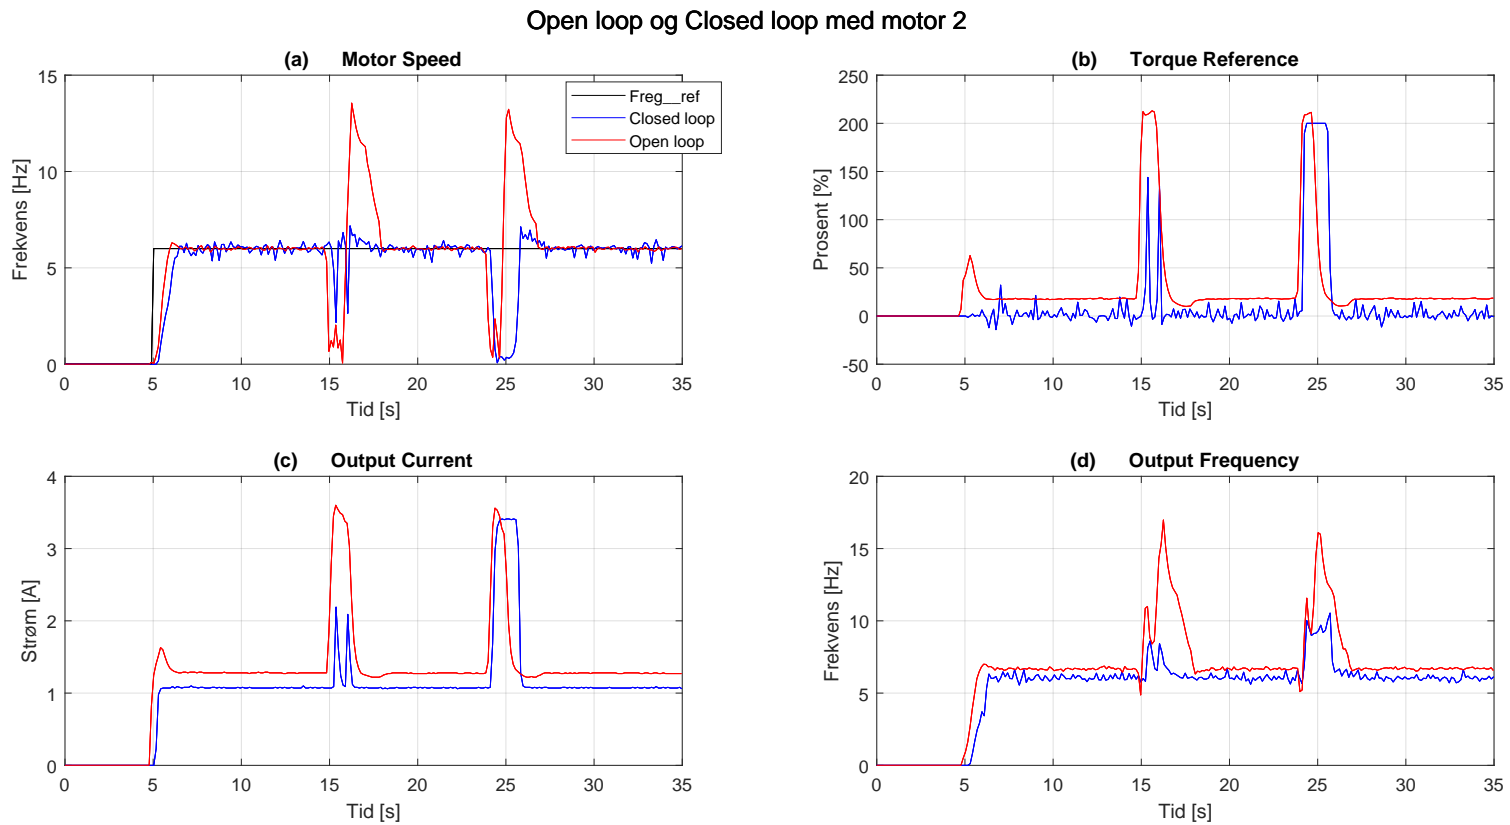 Open loop og Closed loop med motor 2
(a) Motor Speed
15
10
5
0
Frekvens [Hz]
0 5 10 15 20 25 30 35
Tid [s]
Freg__ref
Closed loop
Open loop
(b) Torque Reference
250
200
150
100
50
0
-50
Prosent [%]
0 5 10 15 20 25 30 35
Tid [s]
(c) Output Current
4
3
2
1
0
Strøm [A]
0 5 10 15 20 25 30 35
Tid [s]
(d) Output Frequency
20
15
10
5
0
Frekvens [Hz]
0 5 10 15 20 25 30 35
Tid [s]